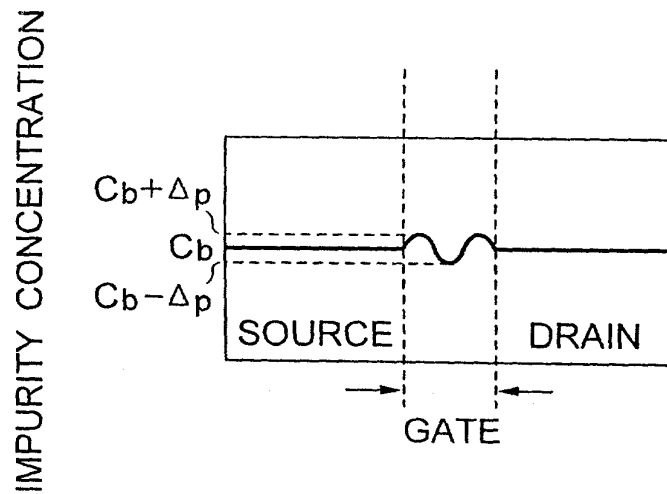 IMPURITY CONCENTRATION
Cb+Δp
Cb
Cb−Δp
SOURCE
DRAIN
GATE